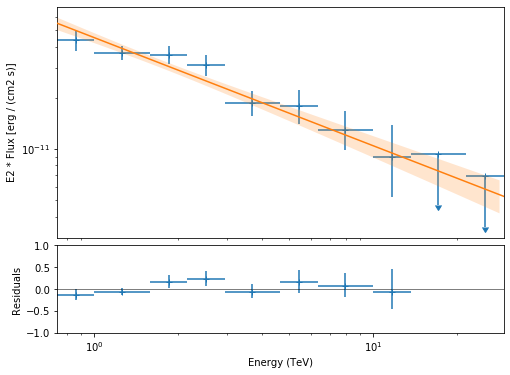 E2 * Flux [erg / (cm2 s)]
10⁻¹¹
Residuals
1.0
0.5
0.0
−0.5
−1.0
10⁰
10¹
Energy (TeV)